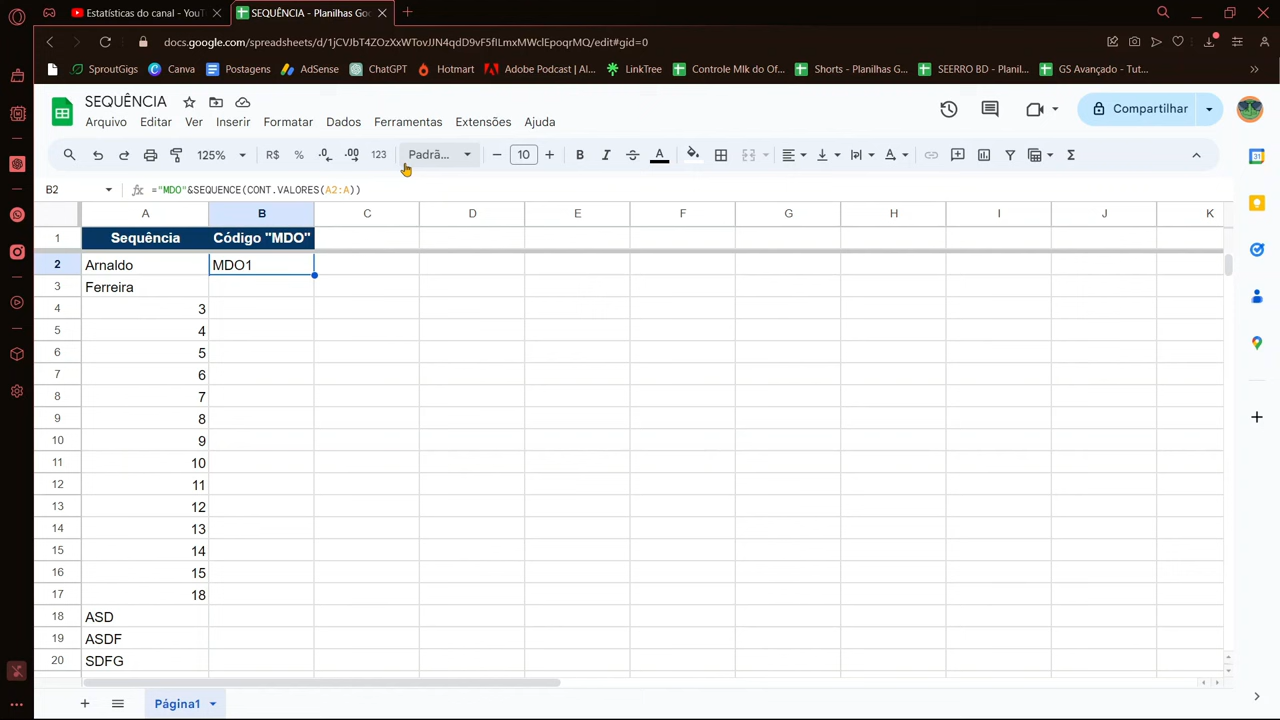 Estatísticas do canal - YouT
SEQUÊNCIA - Planilhas Goo
docs.google.com/spreadsheets/d/1jCVJbT4ZOzXxWTovJJN4qdD9vF5fILmxMWclEpoqrMQ/edit#gid=0
SproutGigs
Canva
Postagens
AdSense
ChatGPT
Hotmart
Adobe Podcast | AI...
LinkTree
Controle Mlk do Of...
Shorts - Planilhas G...
SEERRO BD - Planil...
GS Avançado - Tut...
SEQUÊNCIA
Compartilhar
Arquivo Editar Ver Inserir Formatar Dados Ferramentas Extensões Ajuda
125% R$ % .0 .00 123 Padrã... 10 B I A A Σ
B2 fx ="MDO"&SEQUENCE(CONT.VALORES(A2:A))
A B C D E F G H I J K
1 Sequência Código "MDO"
2 Arnaldo MDO1
3 Ferreira
4 3
5 4
6 5
7 6
8 7
9 8
10 9
11 10
12 11
13 12
14 13
15 14
16 15
17 18
18 ASD
19 ASDF
20 SDFG
Página1
31